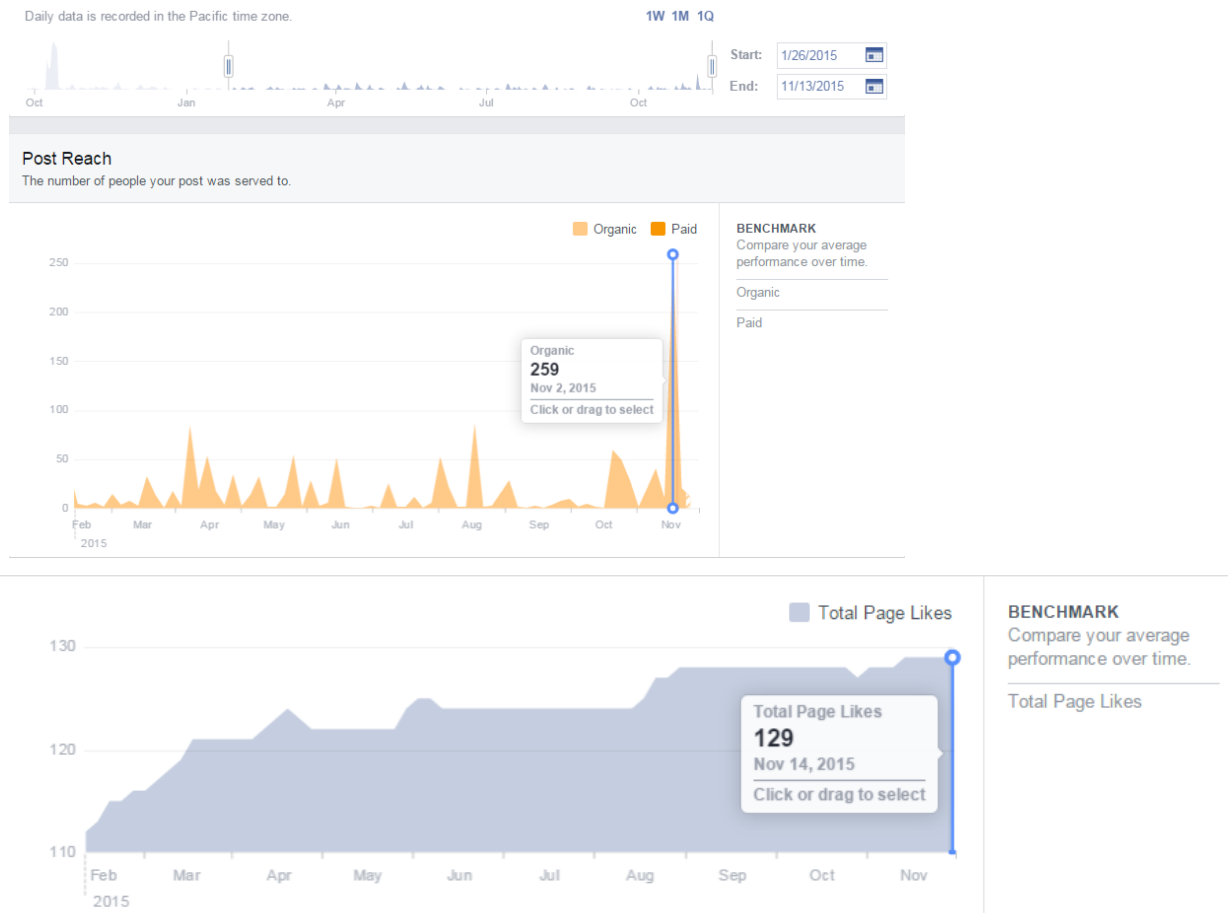 Daily data is recorded in the Pacific time zone.
1W 1M 1Q
Start: 1/26/2015
End: 11/13/2015
Oct Jan Apr Jul Oct
Post Reach
The number of people your post was served to.
Organic Paid
BENCHMARK
Compare your average
performance over time.
Organic
Paid
250
200
150
100
50
0
Organic
259
Nov 2, 2015
Click or drag to select
Feb Mar Apr May Jun Jul Aug Sep Oct Nov
2015
Total Page Likes
BENCHMARK
Compare your average
performance over time.
Total Page Likes
130
120
110
Total Page Likes
129
Nov 14, 2015
Click or drag to select
Feb Mar Apr May Jun Jul Aug Sep Oct Nov
2015